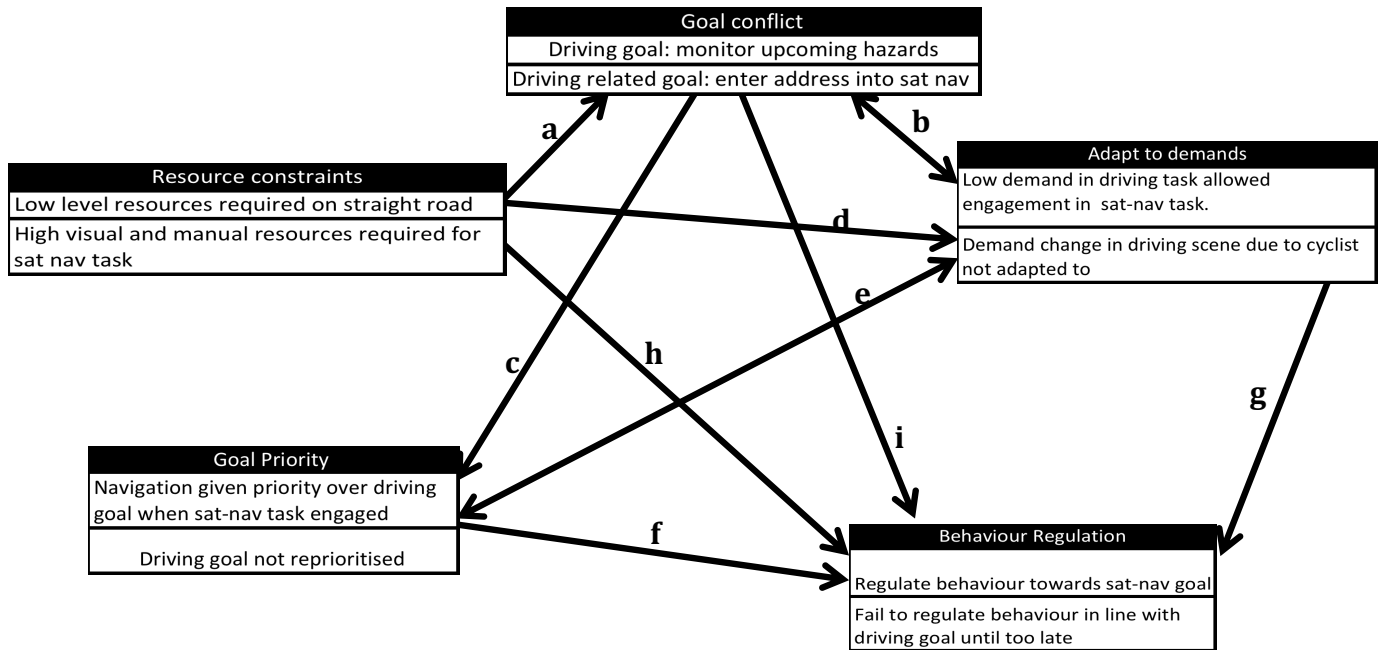 Goal conflict
Driving goal: monitor upcoming hazards
Driving related goal: enter address into sat nav
a
b
Resource constraints
Low level resources required on straight road
High visual and manual resources required for
sat nav task
Adapt to demands
Low demand in driving task allowed
engagement in sat-nav task.
Demand change in driving scene due to cyclist
not adapted to
d
e
c
h
g
i
Goal Priority
Navigation given priority over driving
goal when sat-nav task engaged
Driving goal not reprioritised
f
Behaviour Regulation
Regulate behaviour towards sat-nav goal
Fail to regulate behaviour in line with
driving goal until too late